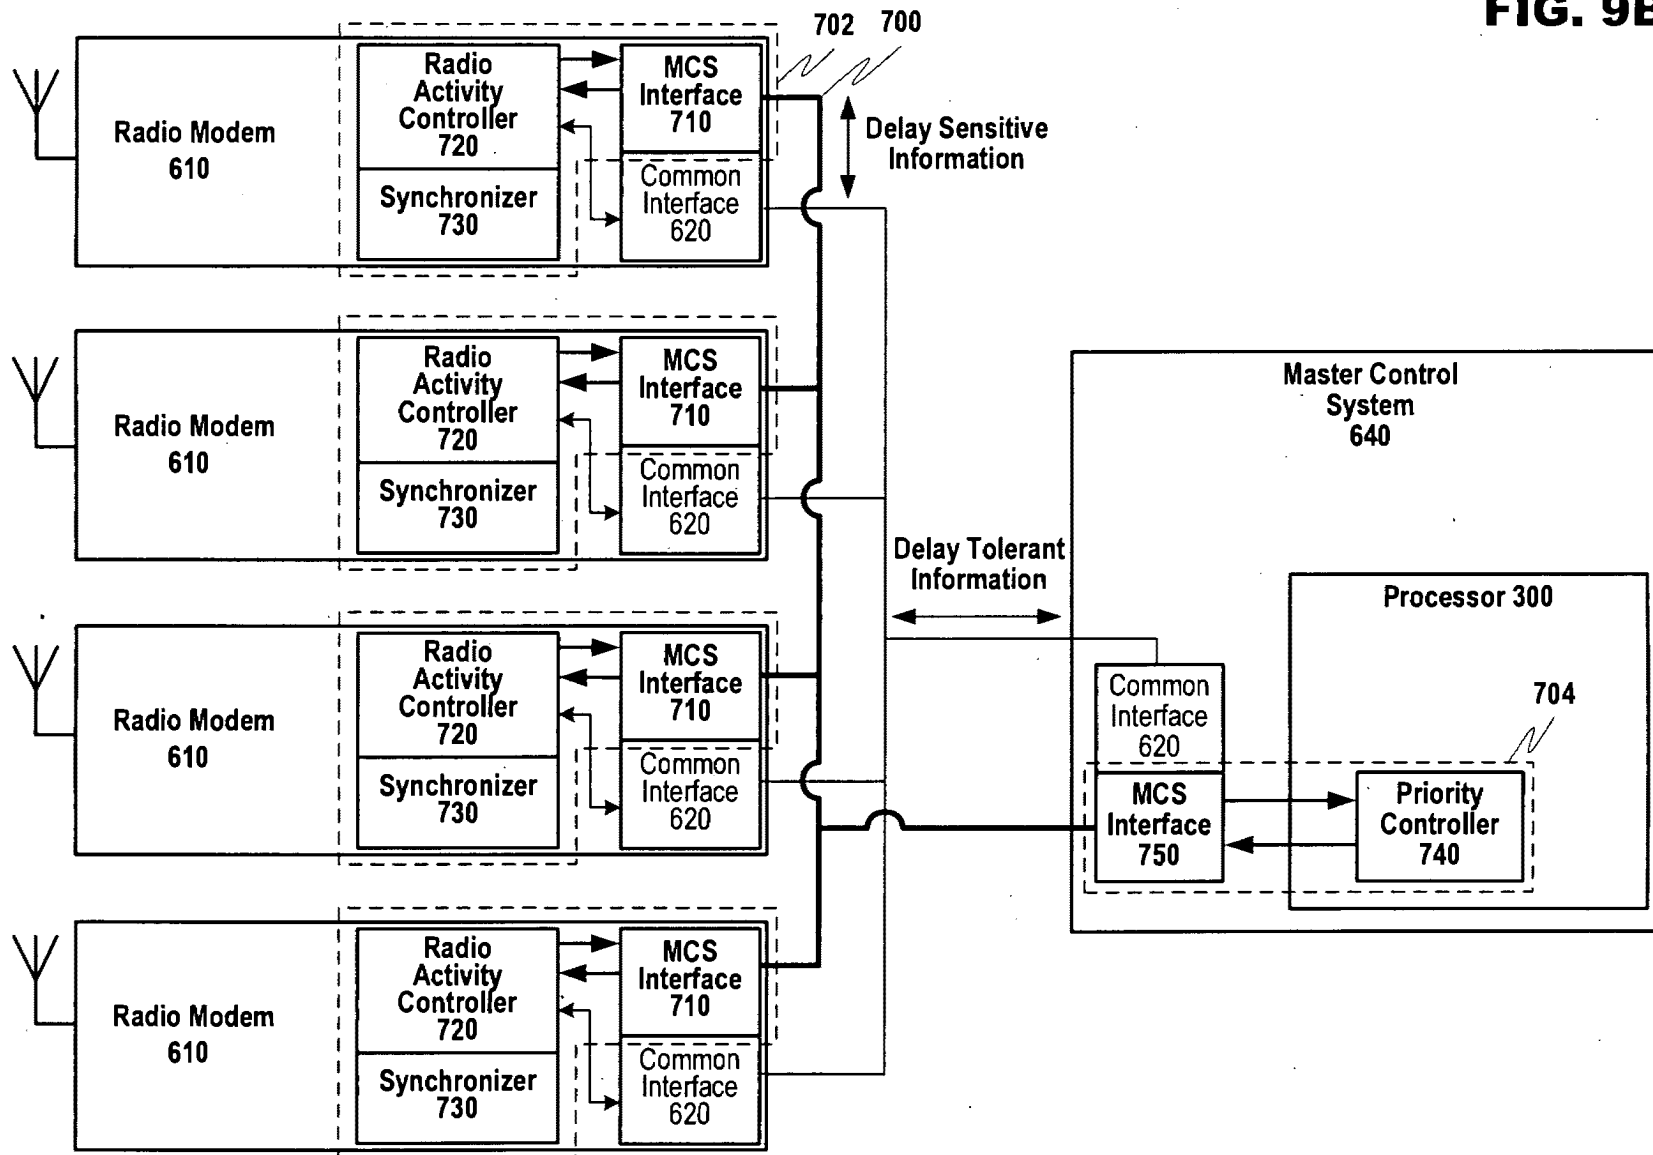 FIG. 9B
702
700
Radio
Activity
Controller
720
MCS
Interface
710
Radio Modem
610
Delay Sensitive
Information
Synchronizer
730
Common
Interface
620
Radio
Activity
Controller
720
MCS
Interface
710
Radio Modem
610
Synchronizer
730
Common
Interface
620
Master Control
System
640
Delay Tolerant
Information
Processor 300
Radio
Activity
Controller
720
MCS
Interface
710
Radio Modem
610
Synchronizer
730
Common
Interface
620
Common
Interface
620
704
MCS
Interface
750
Priority
Controller
740
Radio
Activity
Controller
720
MCS
Interface
710
Radio Modem
610
Synchronizer
730
Common
Interface
620